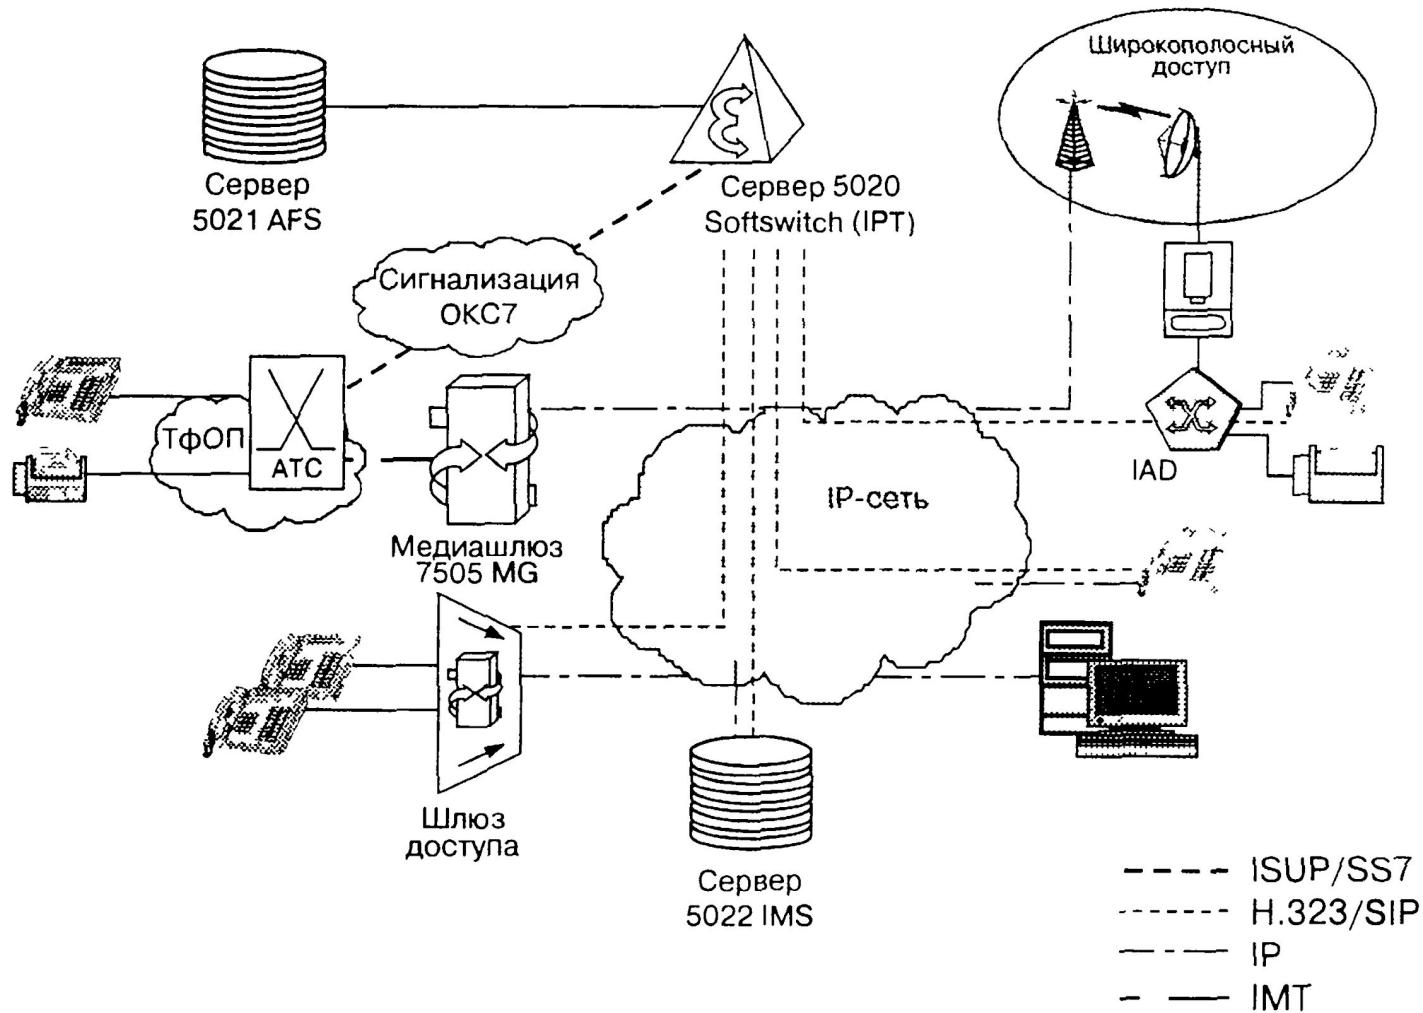 Широкополосный
доступ
Сервер
5021 AFS
Сервер 5020
Softswitch (IPT)
Сигнализация
ОКС7
ТфОП
АТС
IAD
IP-сеть
Медиашлюз
7505 MG
Шлюз
доступа
Сервер
5022 IMS
ISUP/SS7
H.323/SIP
IP
IMT